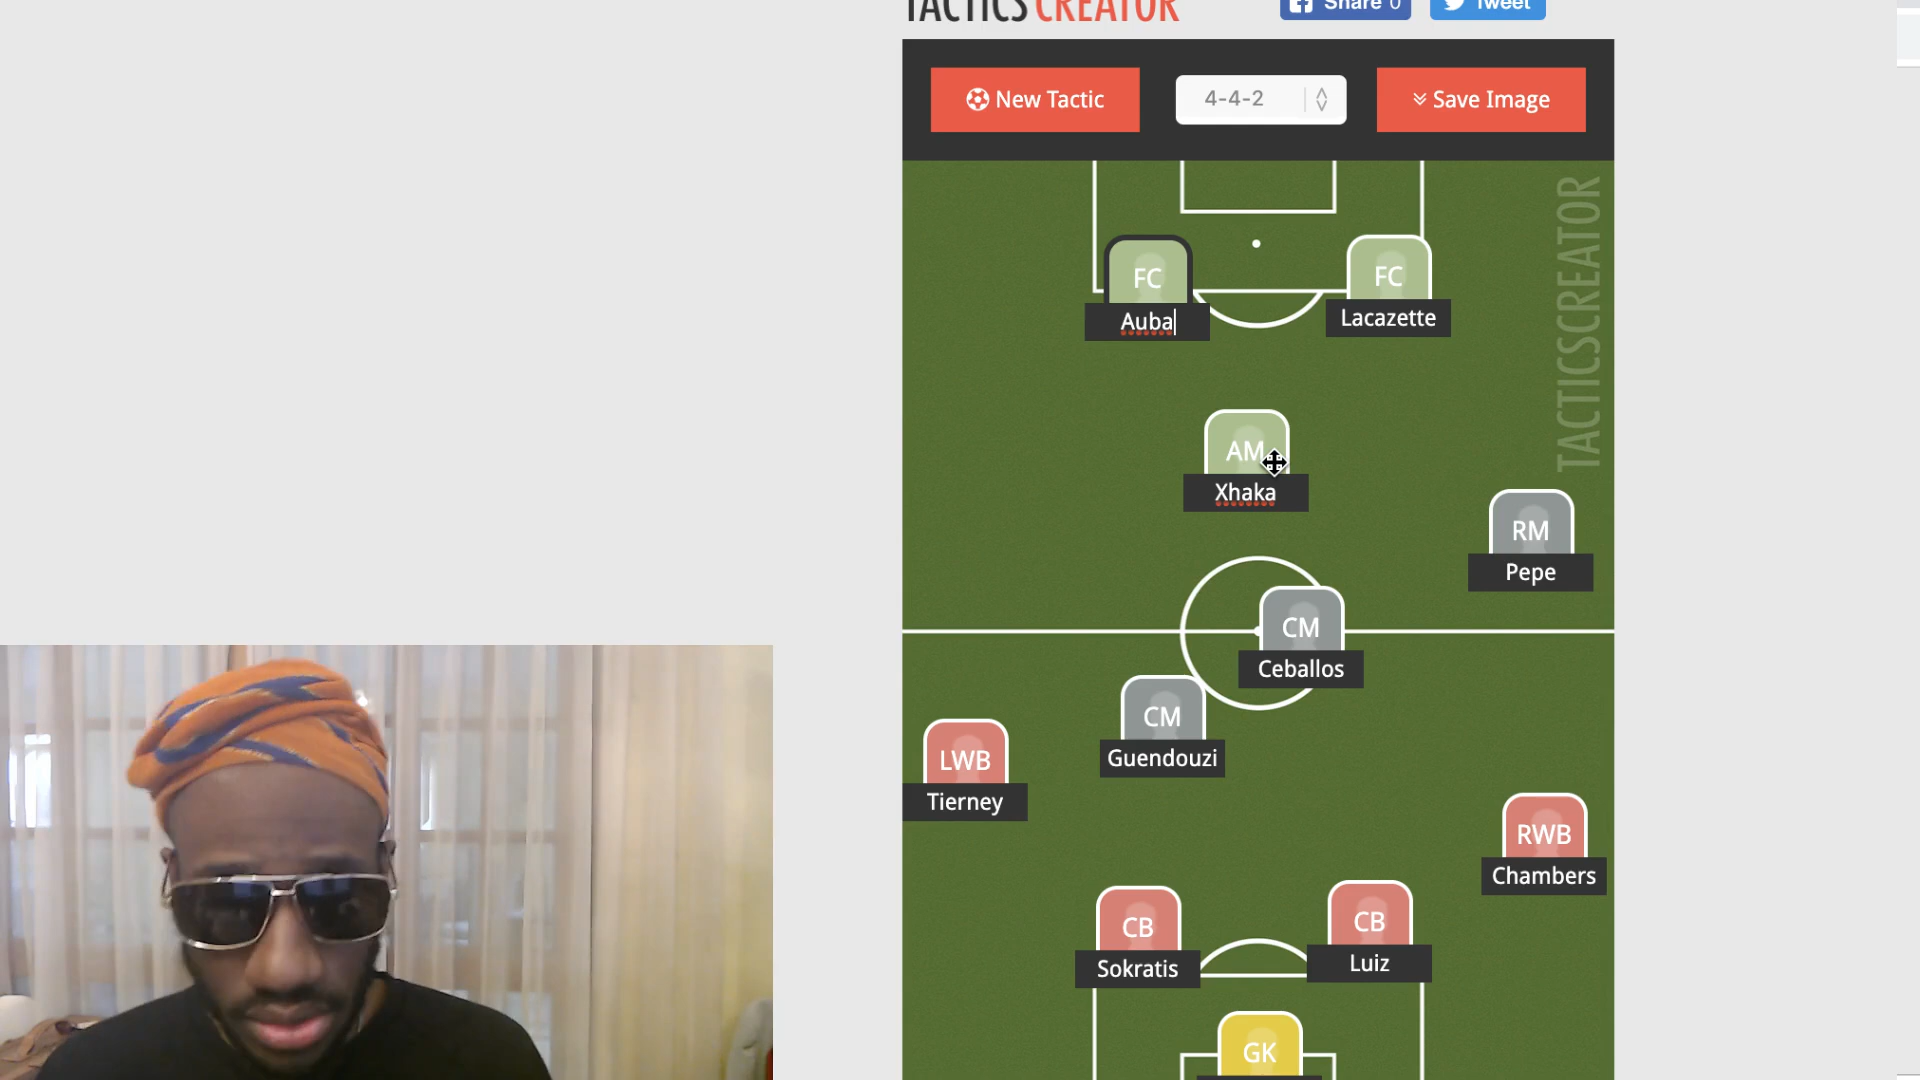 TACTICS CREATOR
Share 0
Tweet
New Tactic
4-4-2
Save Image
TACTICSCREATOR
FC
Auba
FC
Lacazette
AM
Xhaka
RM
Pepe
CM
Ceballos
CM
Guendouzi
LWB
Tierney
RWB
Chambers
CB
Sokratis
CB
Luiz
GK